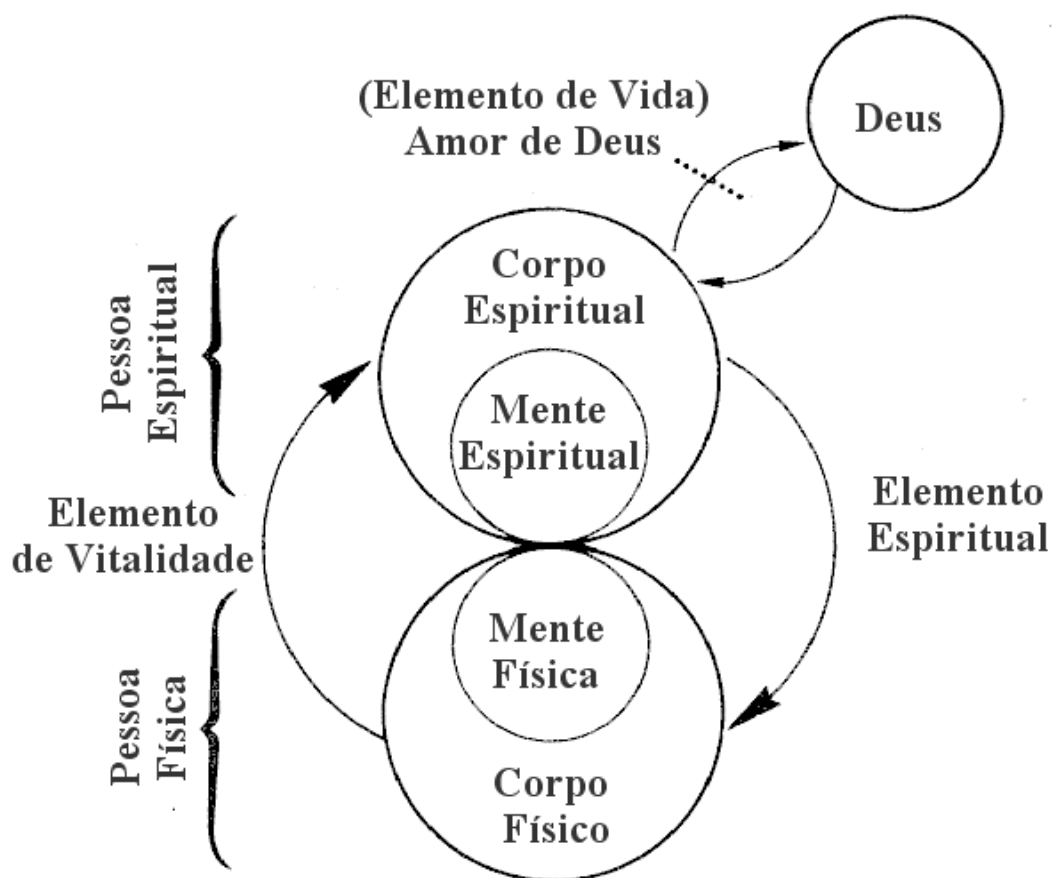 (Elemento de Vida)
Amor de Deus
Deus
Corpo
Espiritual
Pessoa
Espiritual
Mente
Espiritual
Elemento
de Vitalidade
Elemento
Espiritual
Mente
Física
Pessoa
Física
Corpo
Físico